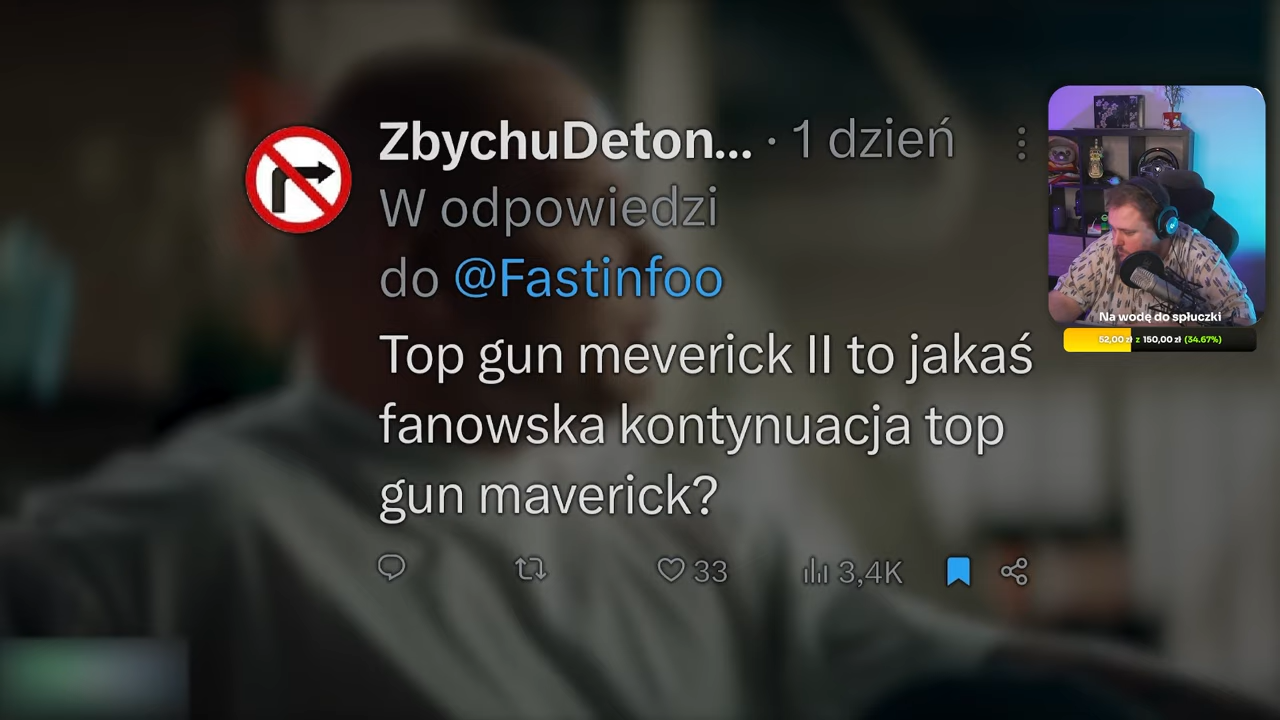 ZbychuDeton... · 1 dzień
W odpowiedzi
do @Fastinfoo
Top gun meverick II to jakaś
fanowska kontynuacja top
gun maverick?
33
3,4K
Na wodę do spłuczki
52,00 zł z 150,00 zł (34.67%)